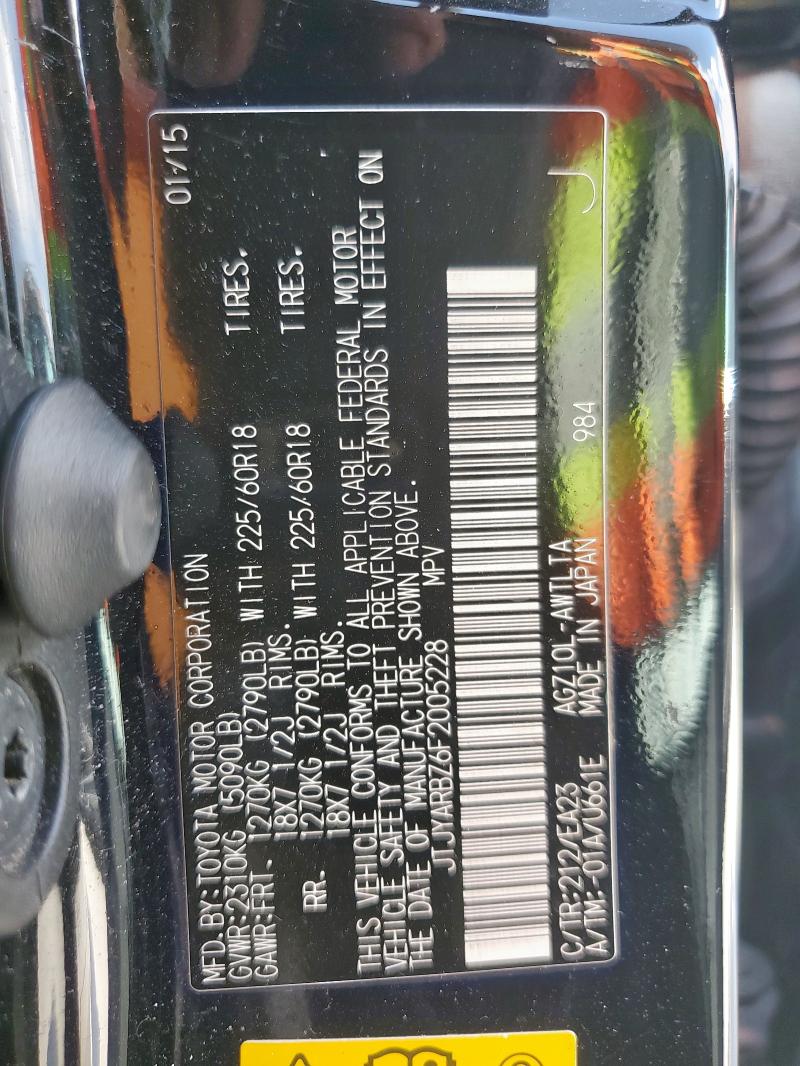 MFD.BY:TOYOTA MOTOR CORPORATION 01/15
GVWR:2310KG (5090LB)
GAWR:FRT. 1270KG (2790LB) WITH 225/60R18 TIRES.
18X7 1/2J RIMS.
RR. 1270KG (2790LB) WITH 225/60R18 TIRES.
18X7 1/2J RIMS.
THIS VEHICLE CONFORMS TO ALL APPLICABLE FEDERAL MOTOR
VEHICLE SAFETY AND THEFT PREVENTION STANDARDS IN EFFECT ON
THE DATE OF MANUFACTURE SHOWN ABOVE.
JTJYARBZ6F2005228 MPV
C/TR:212/EA23 AGZ10L-AWTLTA
A/TM:-01A/U661E MADE IN JAPAN 984 J